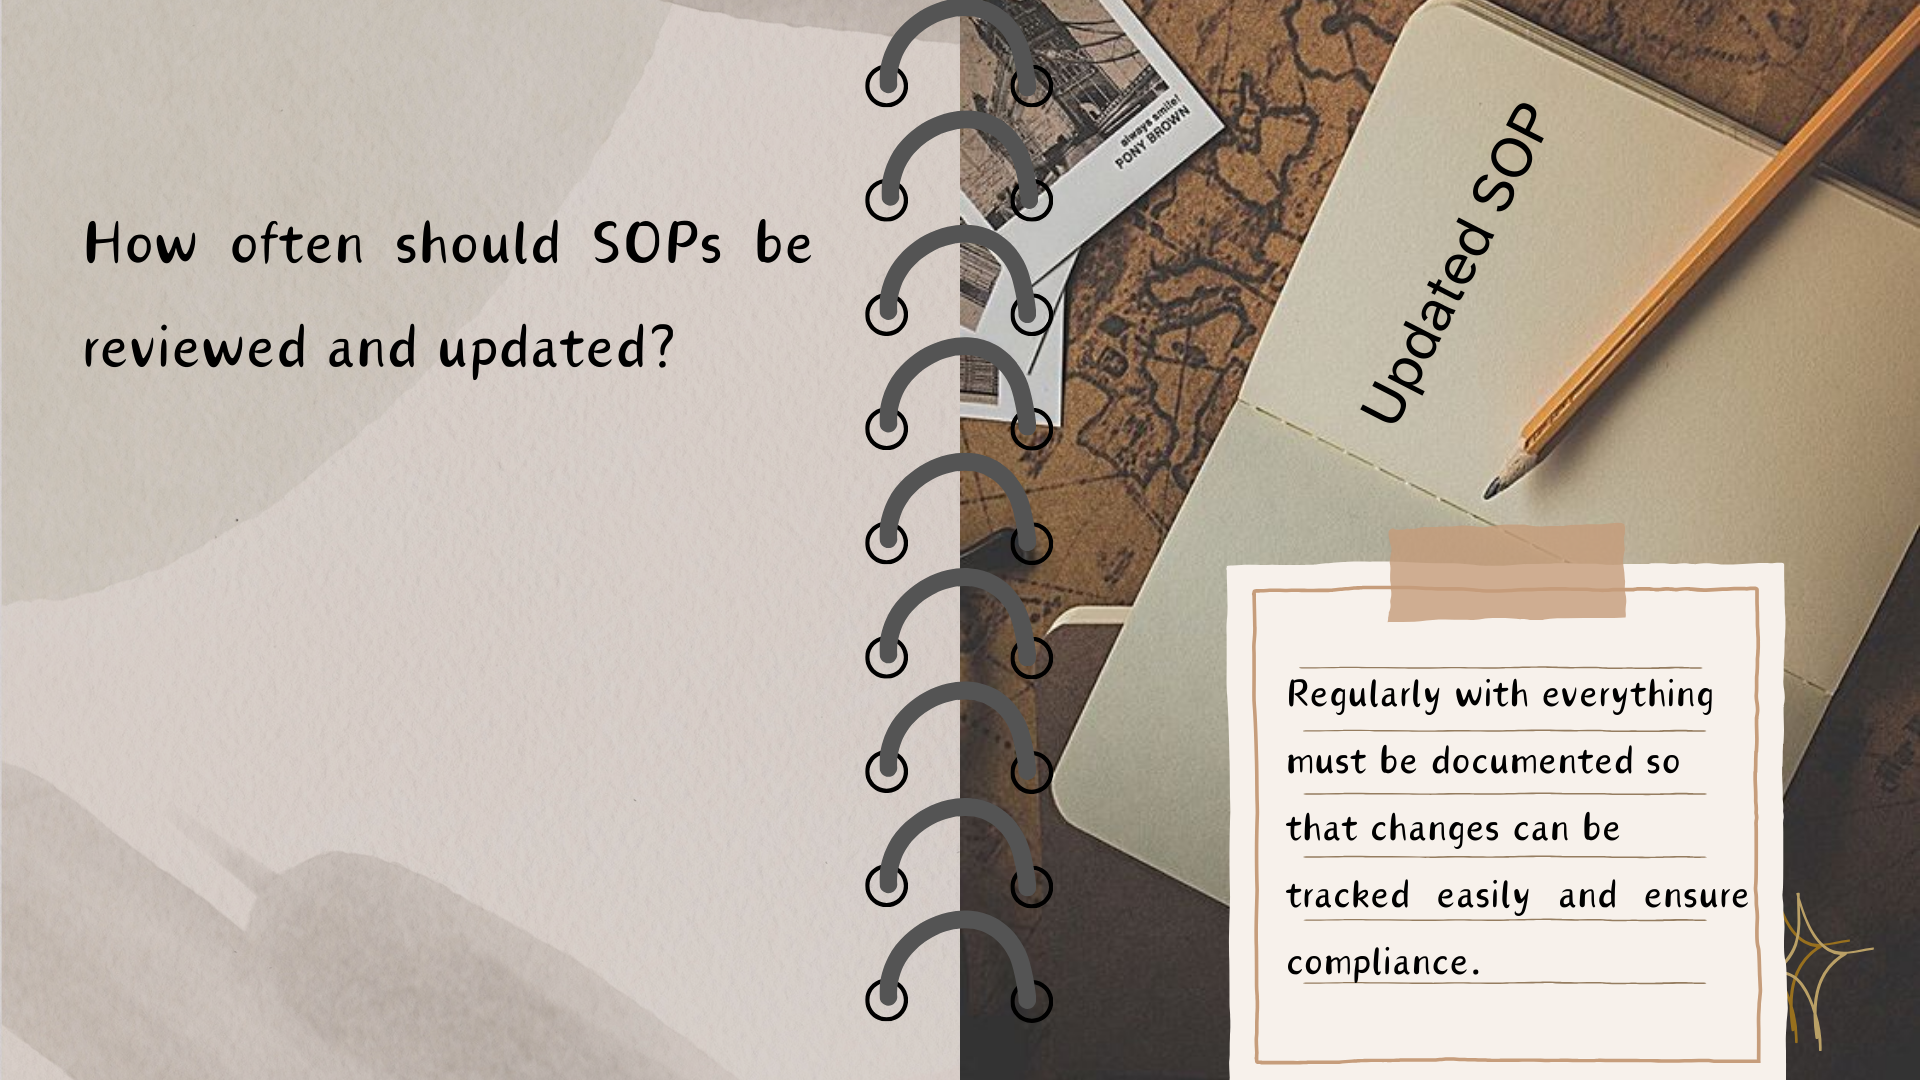 How often should SOPs be
reviewed and updated?
always smile!
PONY BROWN
Updated SOP
Regularly with everything
must be documented so
that changes can be
tracked easily and ensure
compliance.